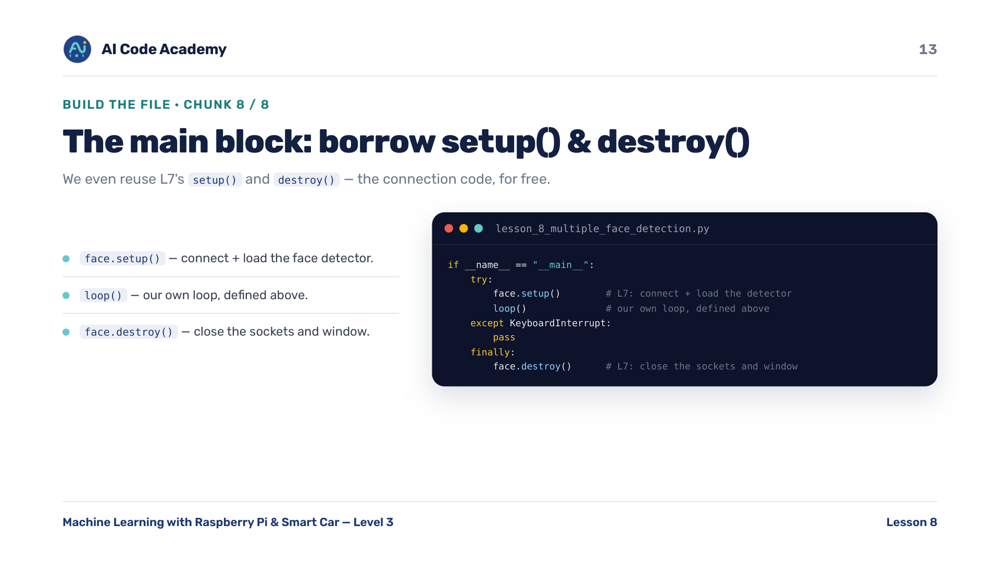 AI Code Academy
13
BUILD THE FILE • CHUNK 8 / 8
The main block: borrow setup() & destroy()
We even reuse L7's setup() and destroy() — the connection code, for free.
face.setup() — connect + load the face detector.
loop() — our own loop, defined above.
face.destroy() — close the sockets and window.
lesson_8_multiple_face_detection.py
if __name__ == "__main__":
    try:
        face.setup()        # L7: connect + load the detector
        loop()              # our own loop, defined above
    except KeyboardInterrupt:
        pass
    finally:
        face.destroy()      # L7: close the sockets and window
Machine Learning with Raspberry Pi & Smart Car — Level 3
Lesson 8